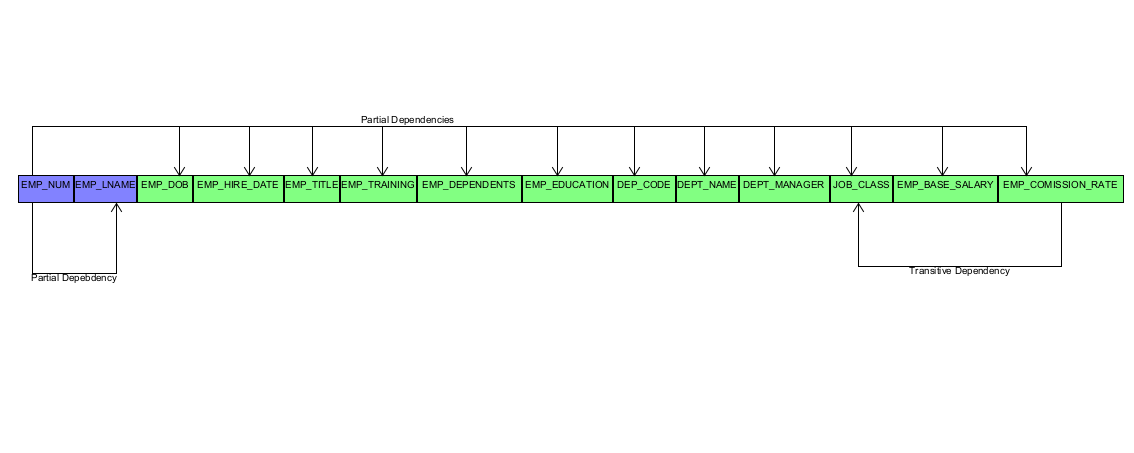 Partial Dependencies
EMP_NUM EMP_LNAME EMP_DOB EMP_HIRE_DATE EMP_TITLE EMP_TRAINING EMP_DEPENDENTS EMP_EDUCATION DEP_CODE DEPT_NAME DEPT_MANAGER JOB_CLASS EMP_BASE_SALARY EMP_COMISSION_RATE
Transitive Dependency
Partial Depebdency